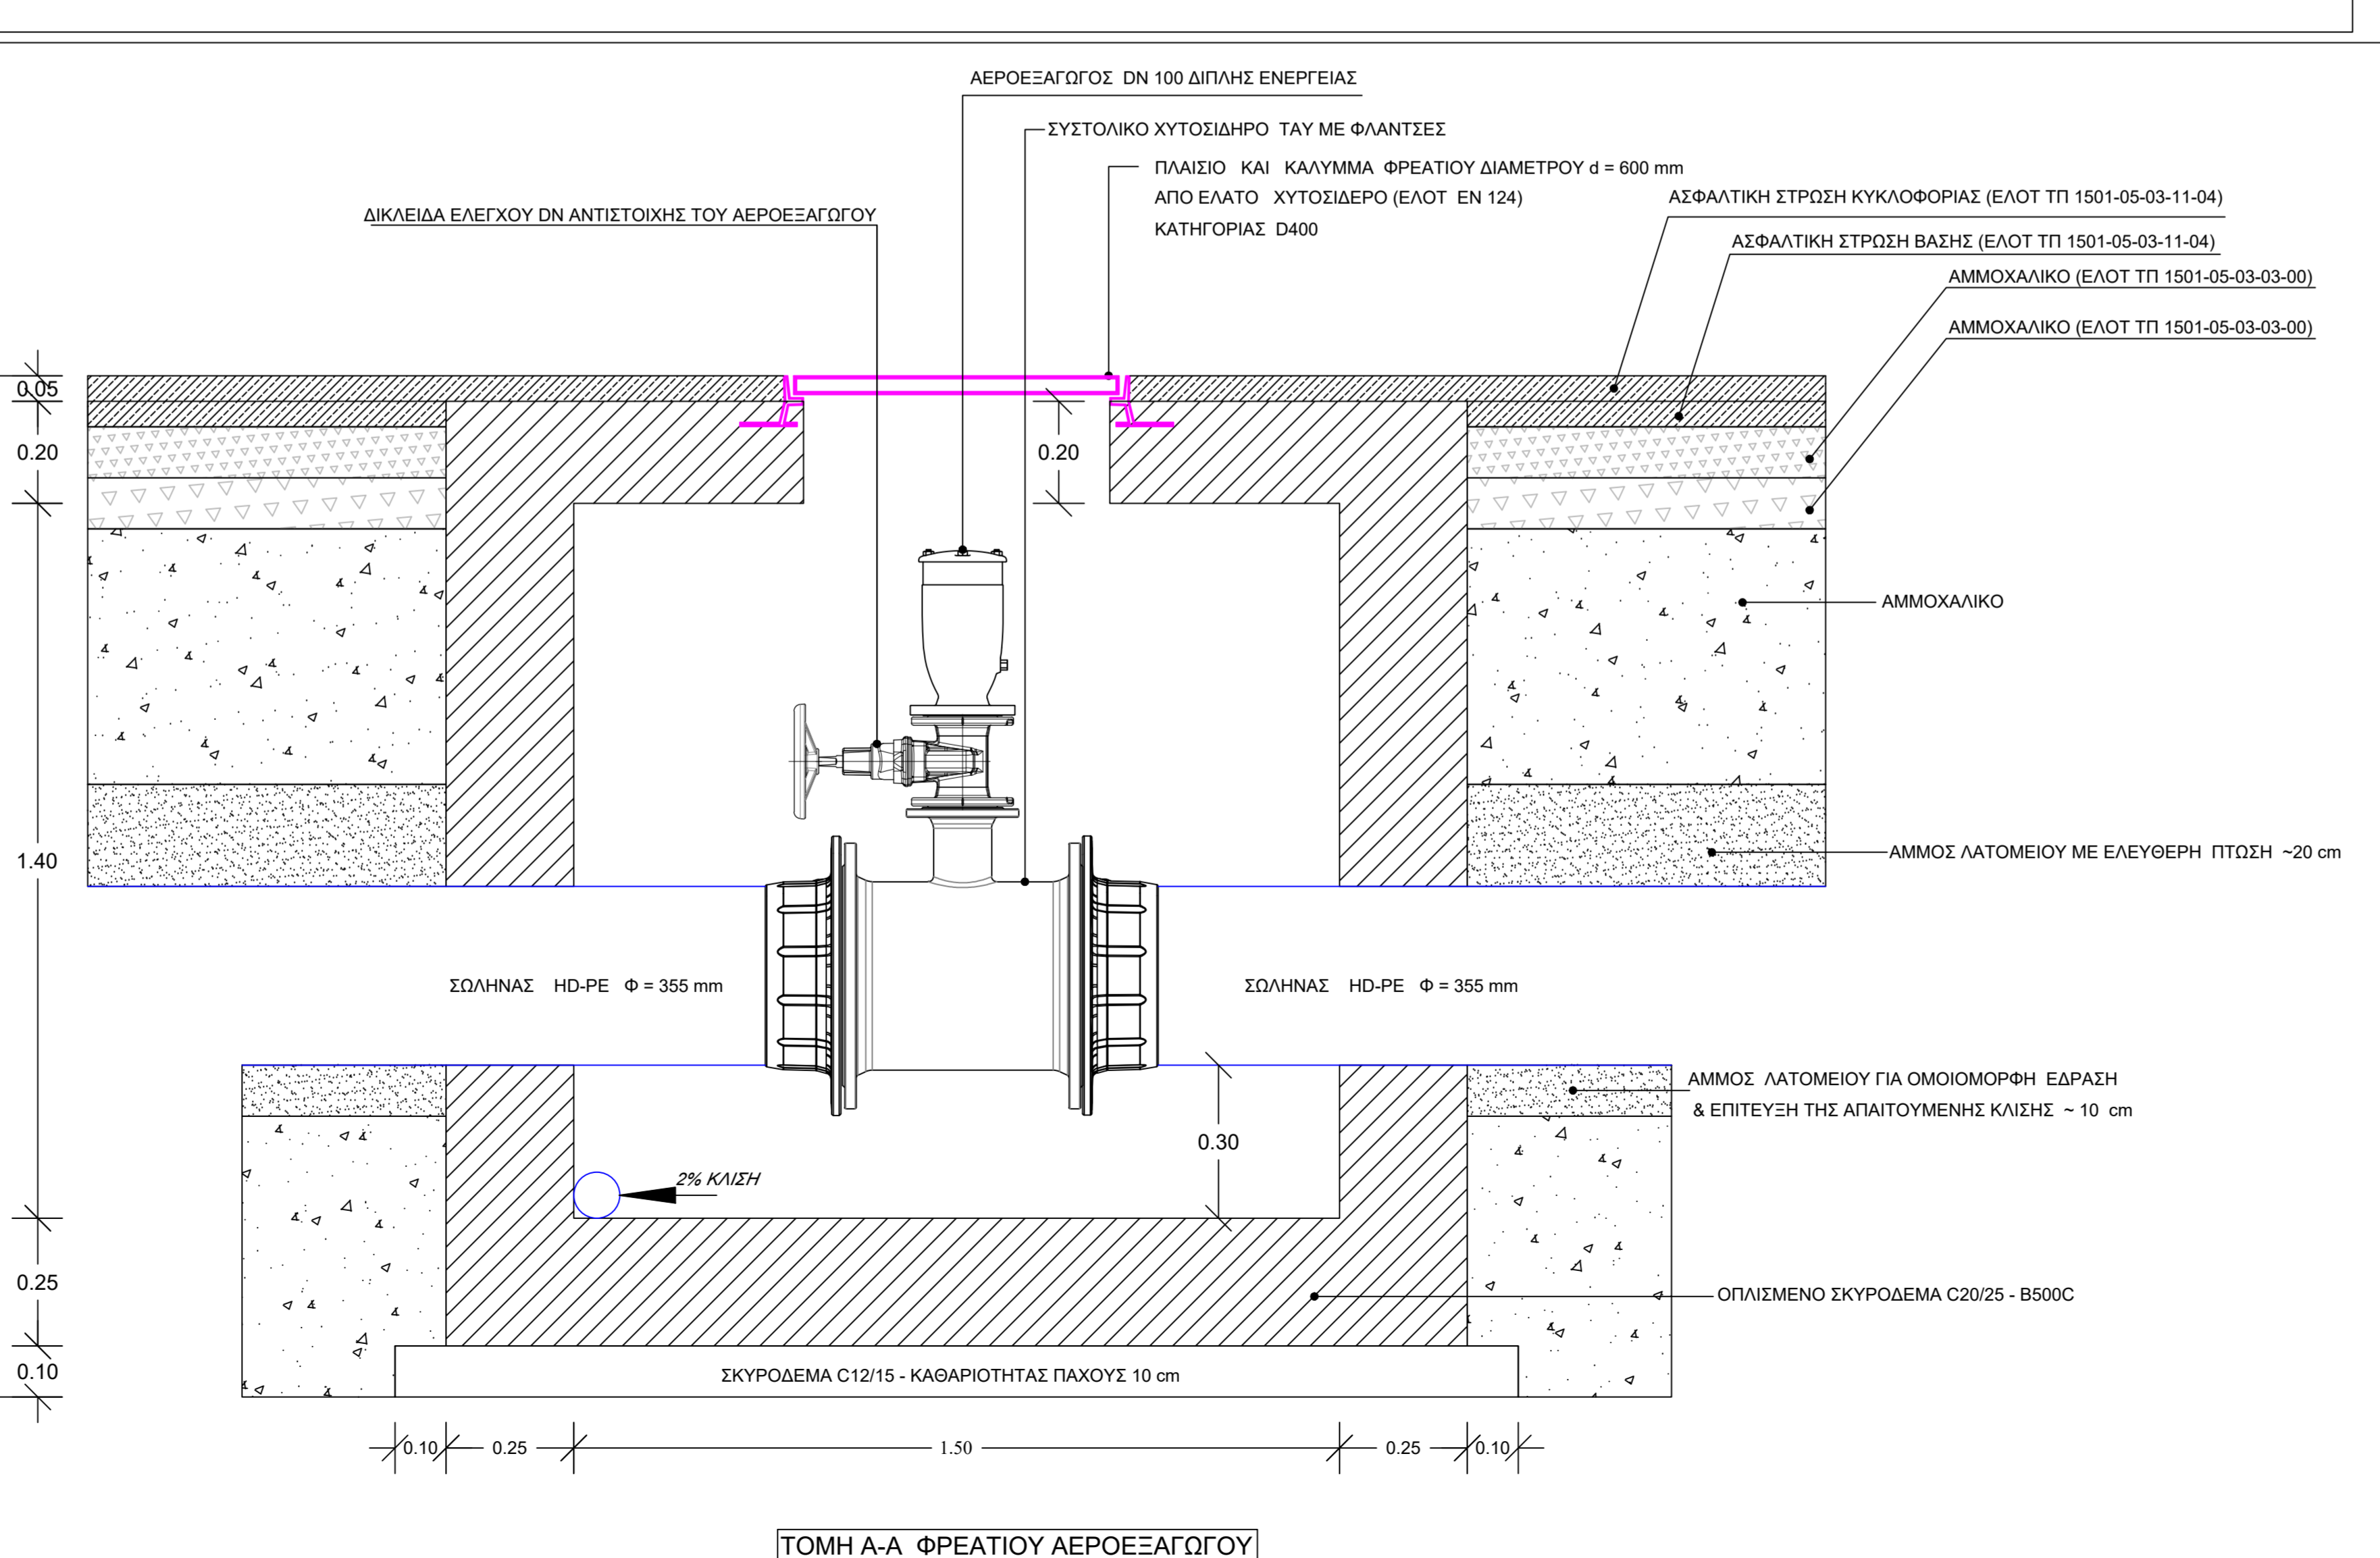 ΑΕΡΟΕΞΑΓΩΓΟΣ DN 100 ΔΙΠΛΗΣ ΕΝΕΡΓΕΙΑΣ
ΣΥΣΤΟΛΙΚΟ ΧΥΤΟΣΙΔΗΡΟ ΤΑΥ ΜΕ ΦΛΑΝΤΣΕΣ
ΠΛΑΙΣΙΟ ΚΑΙ ΚΑΛΥΜΜΑ ΦΡΕΑΤΙΟΥ ΔΙΑΜΕΤΡΟΥ d = 600 mm
ΑΠΟ ΕΛΑΤΟ ΧΥΤΟΣΙΔΕΡΟ (ΕΛΟΤ EN 124)
ΚΑΤΗΓΟΡΙΑΣ D400
ΔΙΚΛΕΙΔΑ ΕΛΕΓΧΟΥ DN ΑΝΤΙΣΤΟΙΧΗΣ ΤΟΥ ΑΕΡΟΕΞΑΓΩΓΟΥ
ΑΣΦΑΛΤΙΚΗ ΣΤΡΩΣΗ ΚΥΚΛΟΦΟΡΙΑΣ (ΕΛΟΤ ΤΠ 1501-05-03-11-04)
ΑΣΦΑΛΤΙΚΗ ΣΤΡΩΣΗ ΒΑΣΗΣ (ΕΛΟΤ ΤΠ 1501-05-03-11-04)
ΑΜΜΟΧΑΛΙΚΟ (ΕΛΟΤ ΤΠ 1501-05-03-03-00)
ΑΜΜΟΧΑΛΙΚΟ (ΕΛΟΤ ΤΠ 1501-05-03-03-00)
0.05
0.20
0.20
ΑΜΜΟΧΑΛΙΚΟ
1.40
ΑΜΜΟΣ ΛΑΤΟΜΕΙΟΥ ΜΕ ΕΛΕΥΘΕΡΗ ΠΤΩΣΗ ~20 cm
ΣΩΛΗΝΑΣ HD-PE Φ = 355 mm
ΣΩΛΗΝΑΣ HD-PE Φ = 355 mm
ΑΜΜΟΣ ΛΑΤΟΜΕΙΟΥ ΓΙΑ ΟΜΟΙΟΜΟΡΦΗ ΕΔΡΑΣΗ
& ΕΠΙΤΕΥΞΗ ΤΗΣ ΑΠΑΙΤΟΥΜΕΝΗΣ ΚΛΙΣΗΣ ~ 10 cm
0.30
2% ΚΛΙΣΗ
0.25
ΟΠΛΙΣΜΕΝΟ ΣΚΥΡΟΔΕΜΑ C20/25 - B500C
0.10
ΣΚΥΡΟΔΕΜΑ C12/15 - ΚΑΘΑΡΙΟΤΗΤΑΣ ΠΑΧΟΥΣ 10 cm
0.10 0.25 1.50 0.25 0.10
ΤΟΜΗ Α-Α ΦΡΕΑΤΙΟΥ ΑΕΡΟΕΞΑΓΩΓΟΥ